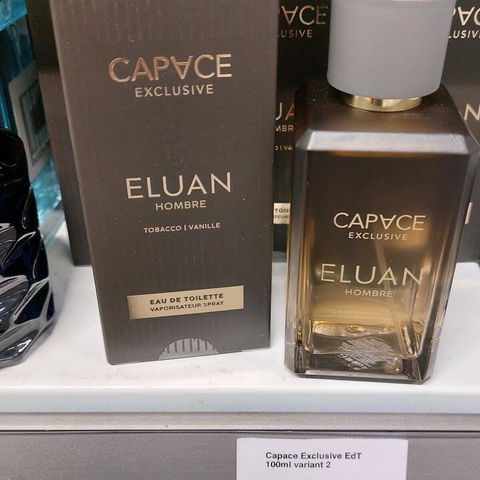 CAPACE
EXCLUSIVE
ELUAN
HOMBRE
TOBACCO | VANILLE
EAU DE TOILETTE
VAPORISATEUR SPRAY
CAPACE
EXCLUSIVE
ELUAN
HOMBRE
Capace Exclusive EdT
100ml variant 2